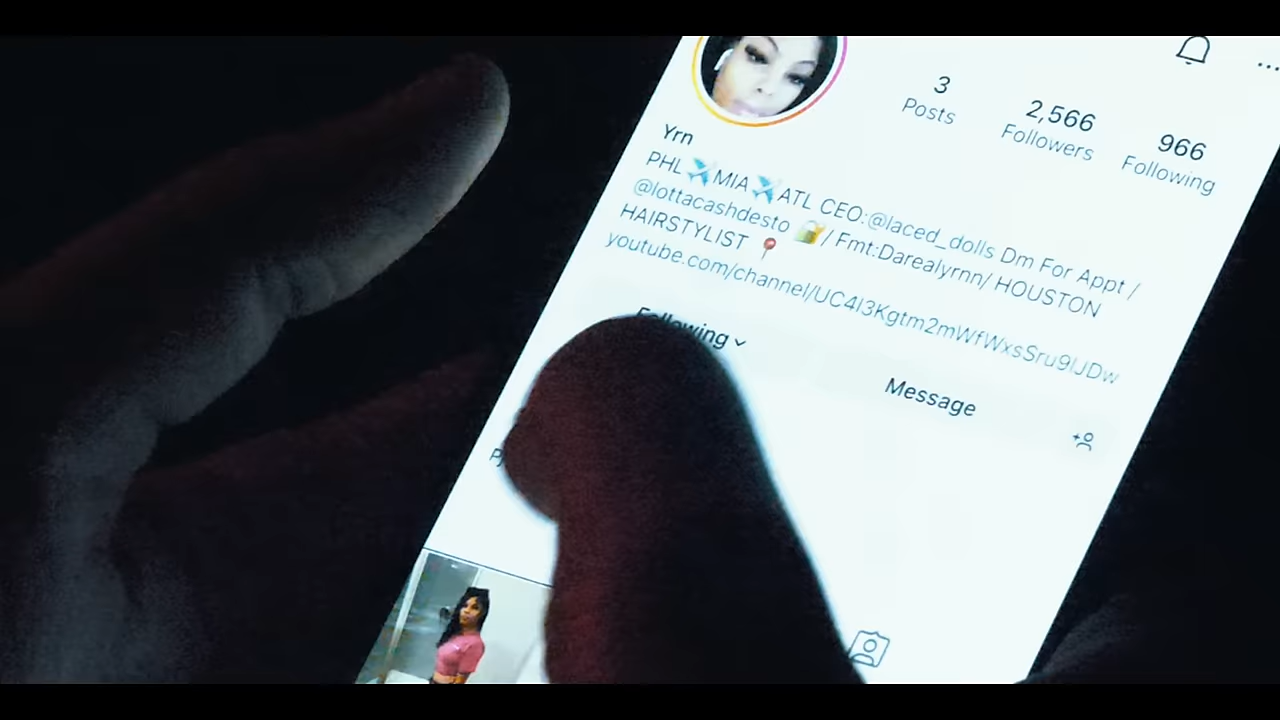 3
Posts
2,566
Followers
966
Following
Yrn
PHL✈️MIA✈️ATL CEO:@laced_dolls Dm For Appt /
@lottacashdesto 🛍️/ Fmt:Darealyrnn/ HOUSTON
HAIRSTYLIST 📍
youtube.com/channel/UC4I3Kgtm2mWfWxsSru9IJDw
Following
Message